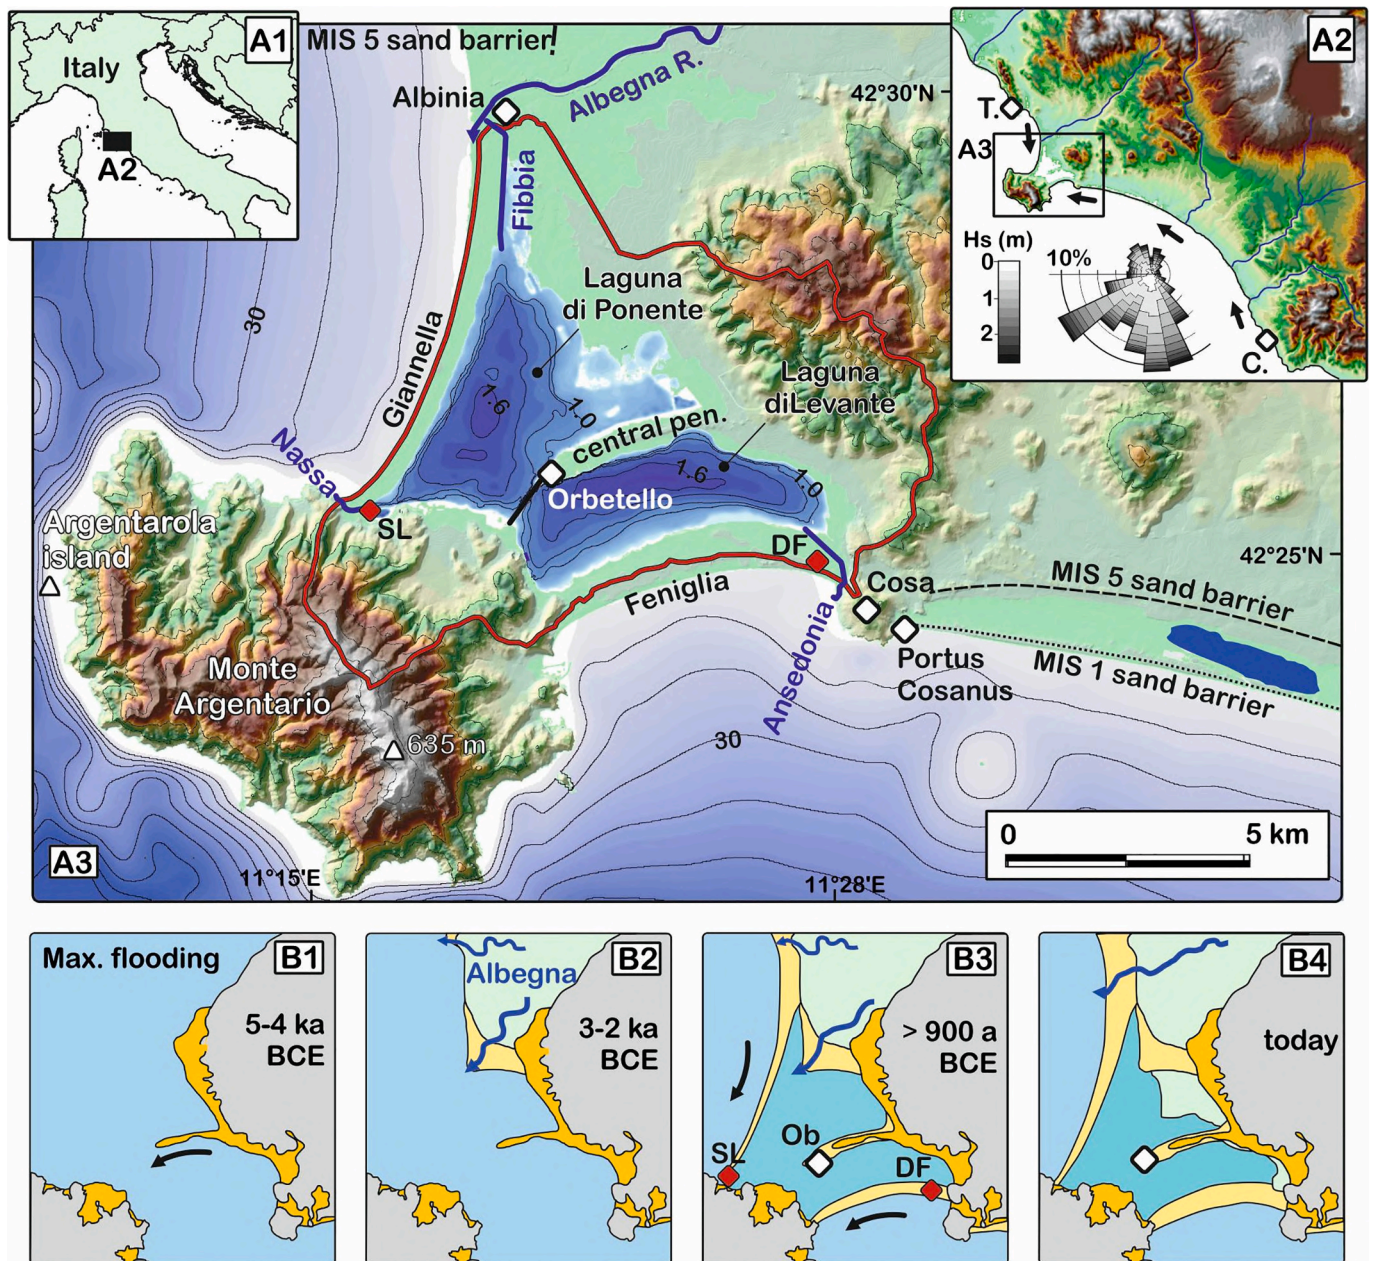 A1
Italy
A2
MIS 5 sand barrier!
Albinia
Albegna R.
42°30'N
A2
T.
A3
Hs (m)
0
1
2
10%
C.
Fibbia
Laguna
di Ponente
30
Giannella
1.6
1.0
Laguna
diLevante
central pen.
1.6
1.0
Nassa
Orbetello
SL
Argentarola
island
DF
42°25'N
Cosa
MIS 5 sand barrier
Feniglia
Ansedonia
Portus
Cosanus
MIS 1 sand barrier
Monte
Argentario
635 m
30
0
5 km
A3
11°15'E
11°28'E
Max. flooding
B1
5-4 ka
BCE
B2
Albegna
3-2 ka
BCE
B3
> 900 a
BCE
Ob
SL
DF
B4
today